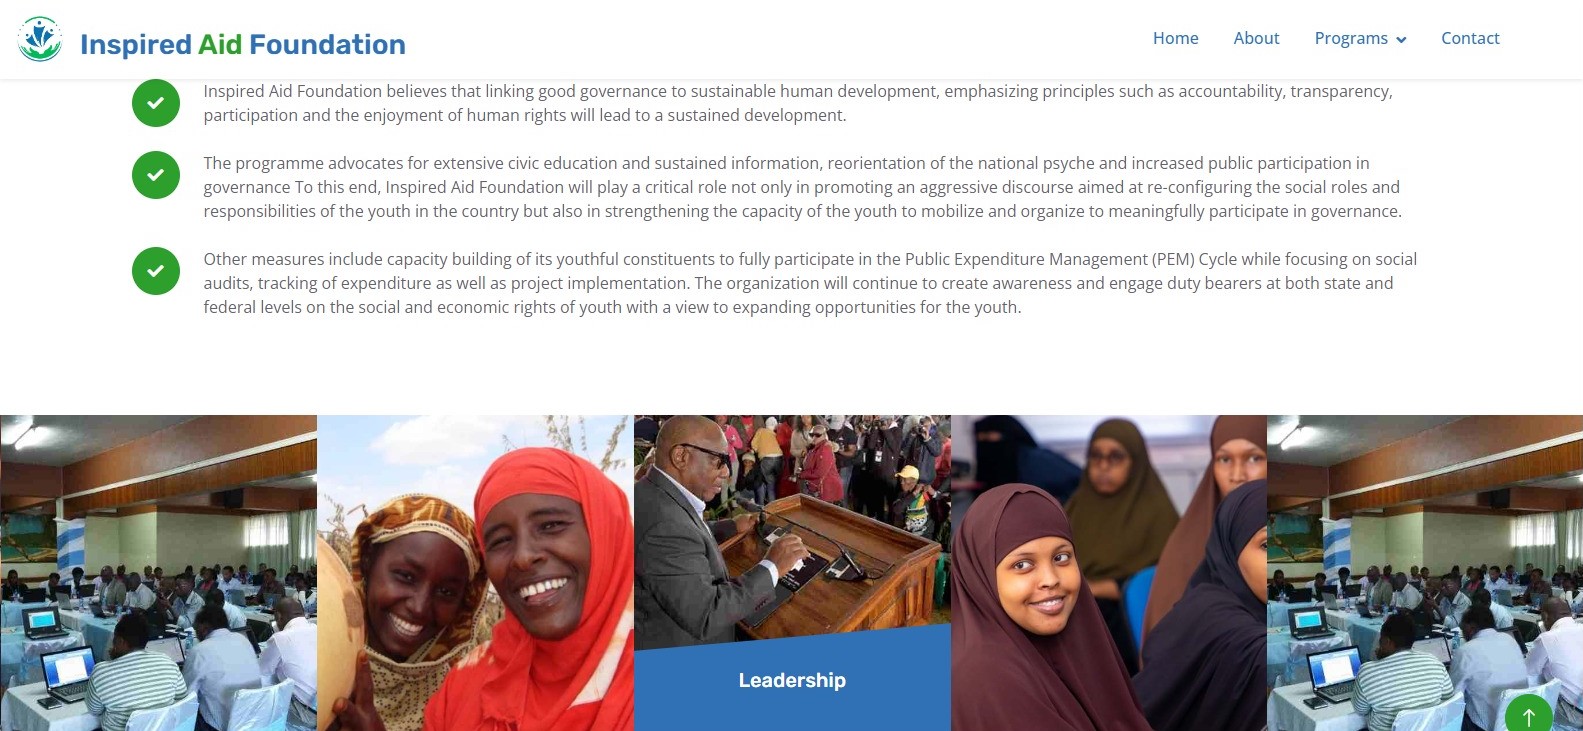 Inspired Aid Foundation
Home
About
Programs
Contact
Inspired Aid Foundation believes that linking good governance to sustainable human development, emphasizing principles such as accountability, transparency,
participation and the enjoyment of human rights will lead to a sustained development.
The programme advocates for extensive civic education and sustained information, reorientation of the national psyche and increased public participation in
governance To this end, Inspired Aid Foundation will play a critical role not only in promoting an aggressive discourse aimed at re-configuring the social roles and
responsibilities of the youth in the country but also in strengthening the capacity of the youth to mobilize and organize to meaningfully participate in governance.
Other measures include capacity building of its youthful constituents to fully participate in the Public Expenditure Management (PEM) Cycle while focusing on social
audits, tracking of expenditure as well as project implementation. The organization will continue to create awareness and engage duty bearers at both state and
federal levels on the social and economic rights of youth with a view to expanding opportunities for the youth.
Leadership